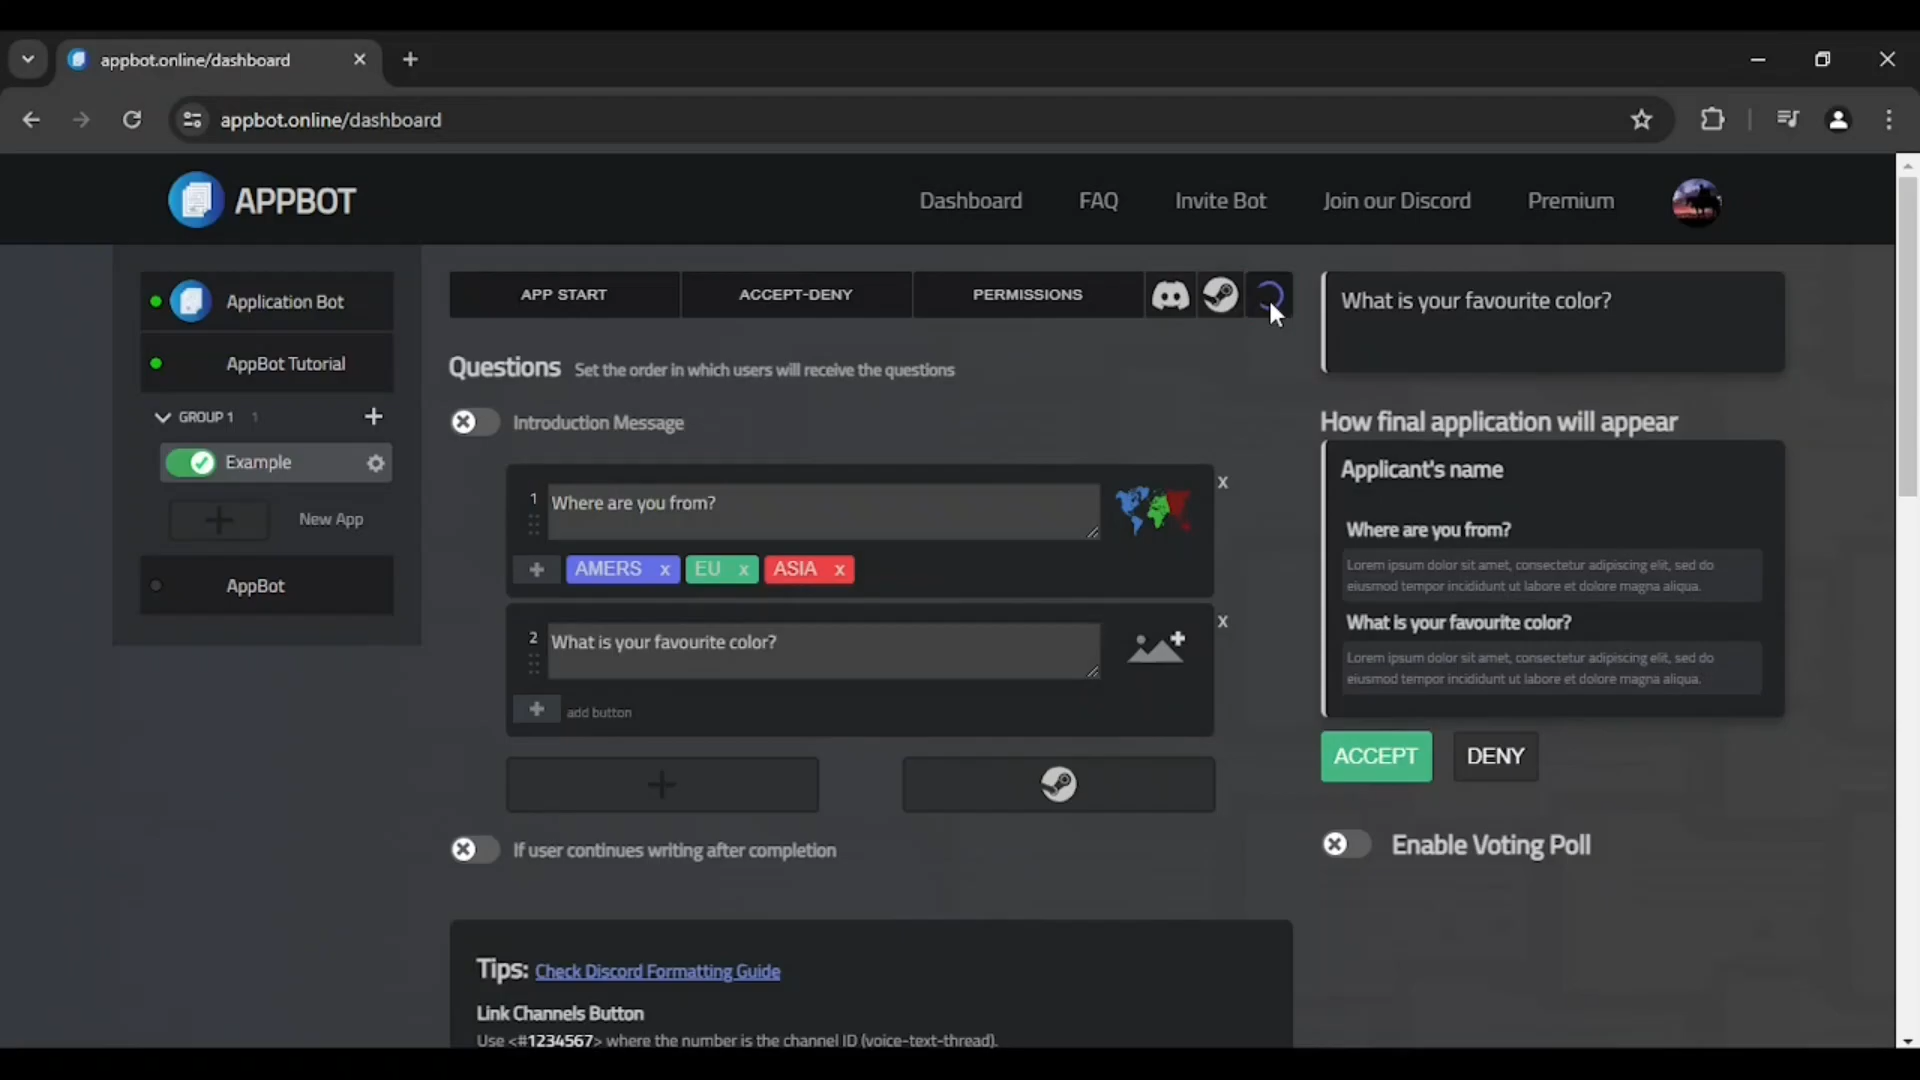 appbot.online/dashboard
appbot.online/dashboard
APPBOT
Dashboard
FAQ
Invite Bot
Join our Discord
Premium
Application Bot
AppBot Tutorial
GROUP 1 1
Example
New App
AppBot
APP START
ACCEPT-DENY
PERMISSIONS
Questions Set the order in which users will receive the questions
Introduction Message
1 Where are you from?
x
AMERS x EU x ASIA x
2 What is your favourite color?
x
add button
If user continues writing after completion
Tips: Check Discord Formatting Guide
Link Channels Button
Use <#1234567> where the number is the channel ID (voice-text-thread).
What is your favourite color?
How final application will appear
Applicant's name
Where are you from?
Lorem ipsum dolor sit amet, consectetur adipiscing elit, sed do
eiusmod tempor incididunt ut labore et dolore magna aliqua.
What is your favourite color?
Lorem ipsum dolor sit amet, consectetur adipiscing elit, sed do
eiusmod tempor incididunt ut labore et dolore magna aliqua.
ACCEPT
DENY
Enable Voting Poll